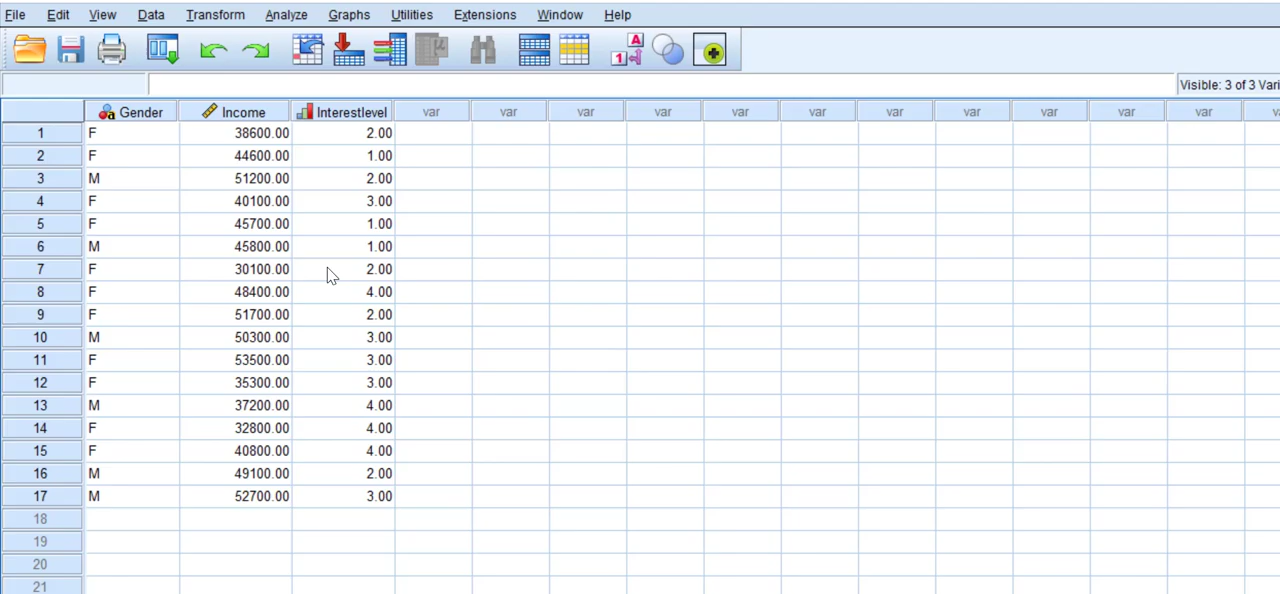 File Edit View Data Transform Analyze Graphs Utilities Extensions Window Help
1 A
Visible: 3 of 3 Vari
Gender Income Interestlevel var var var var var var var var var var var
1 F 38600.00 2.00
2 F 44600.00 1.00
3 M 51200.00 2.00
4 F 40100.00 3.00
5 F 45700.00 1.00
6 M 45800.00 1.00
7 F 30100.00 2.00
8 F 48400.00 4.00
9 F 51700.00 2.00
10 M 50300.00 3.00
11 F 53500.00 3.00
12 F 35300.00 3.00
13 M 37200.00 4.00
14 F 32800.00 4.00
15 F 40800.00 4.00
16 M 49100.00 2.00
17 M 52700.00 3.00
18
19
20
21